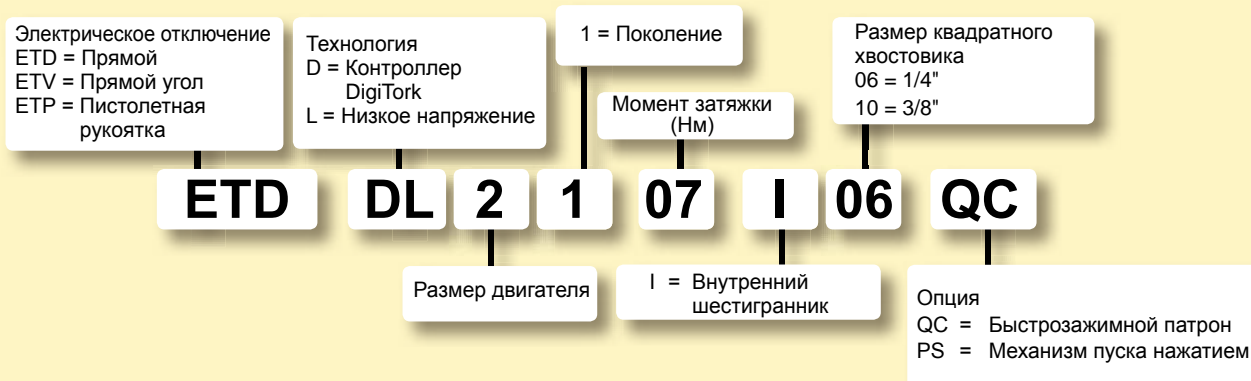 Электрическое отключение
ETD = Прямой
ETV = Прямой угол
ETP = Пистолетная
рукоятка
Технология
D = Контроллер
DigiTork
L = Низкое напряжение
1 = Поколение
Момент затяжки
(Нм)
Размер квадратного
хвостовика
06 = 1/4"
10 = 3/8"
ETD DL 2 1 07 I 06 QC
Размер двигателя
I = Внутренний
шестигранник
Опция
QC = Быстрозажимной патрон
PS = Механизм пуска нажатием